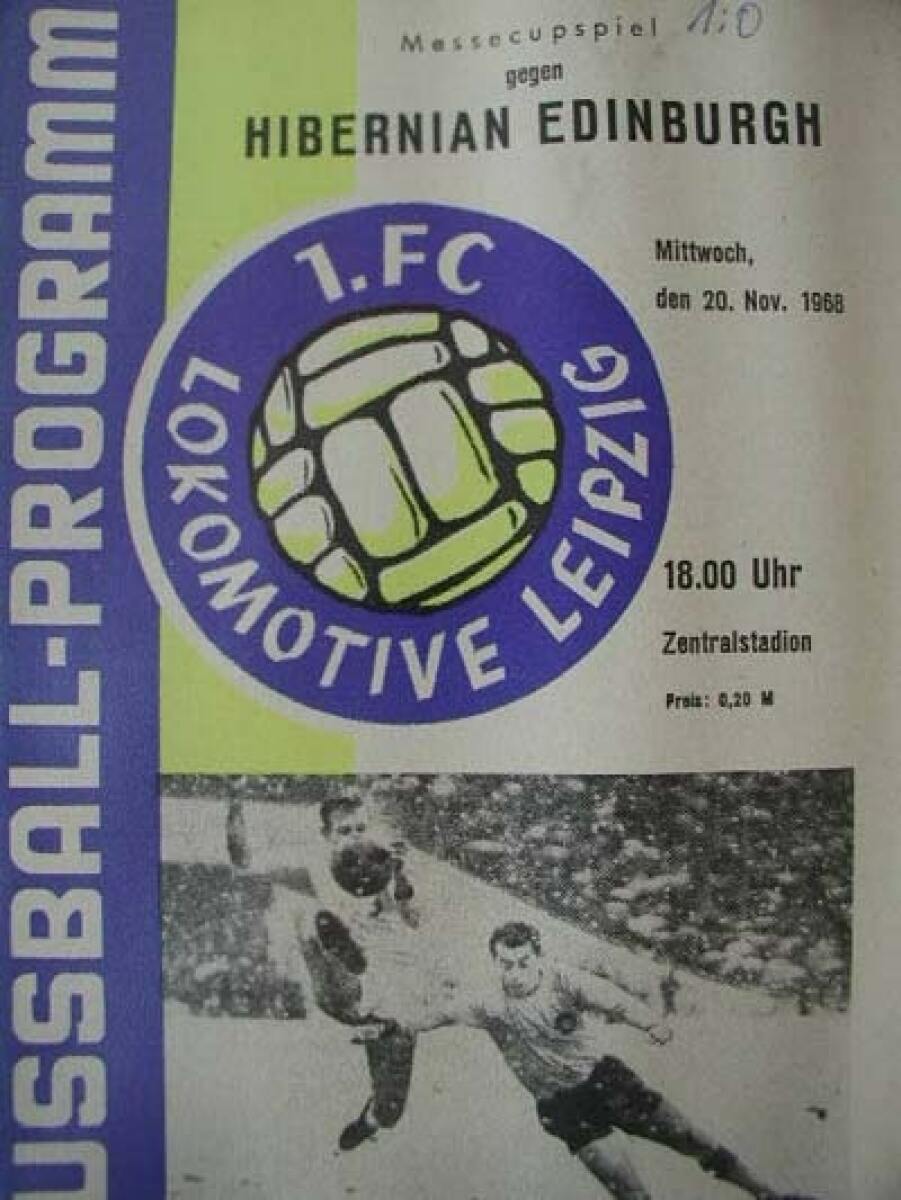 USSBALL-PROGRAMM
Messecupspiel 1:0
gegen
HIBERNIAN EDINBURGH
1. FC
LOKOMOTIVE LEIPZIG
Mittwoch,
den 20. Nov. 1968
18.00 Uhr
Zentralstadion
Preis: 0,20 M